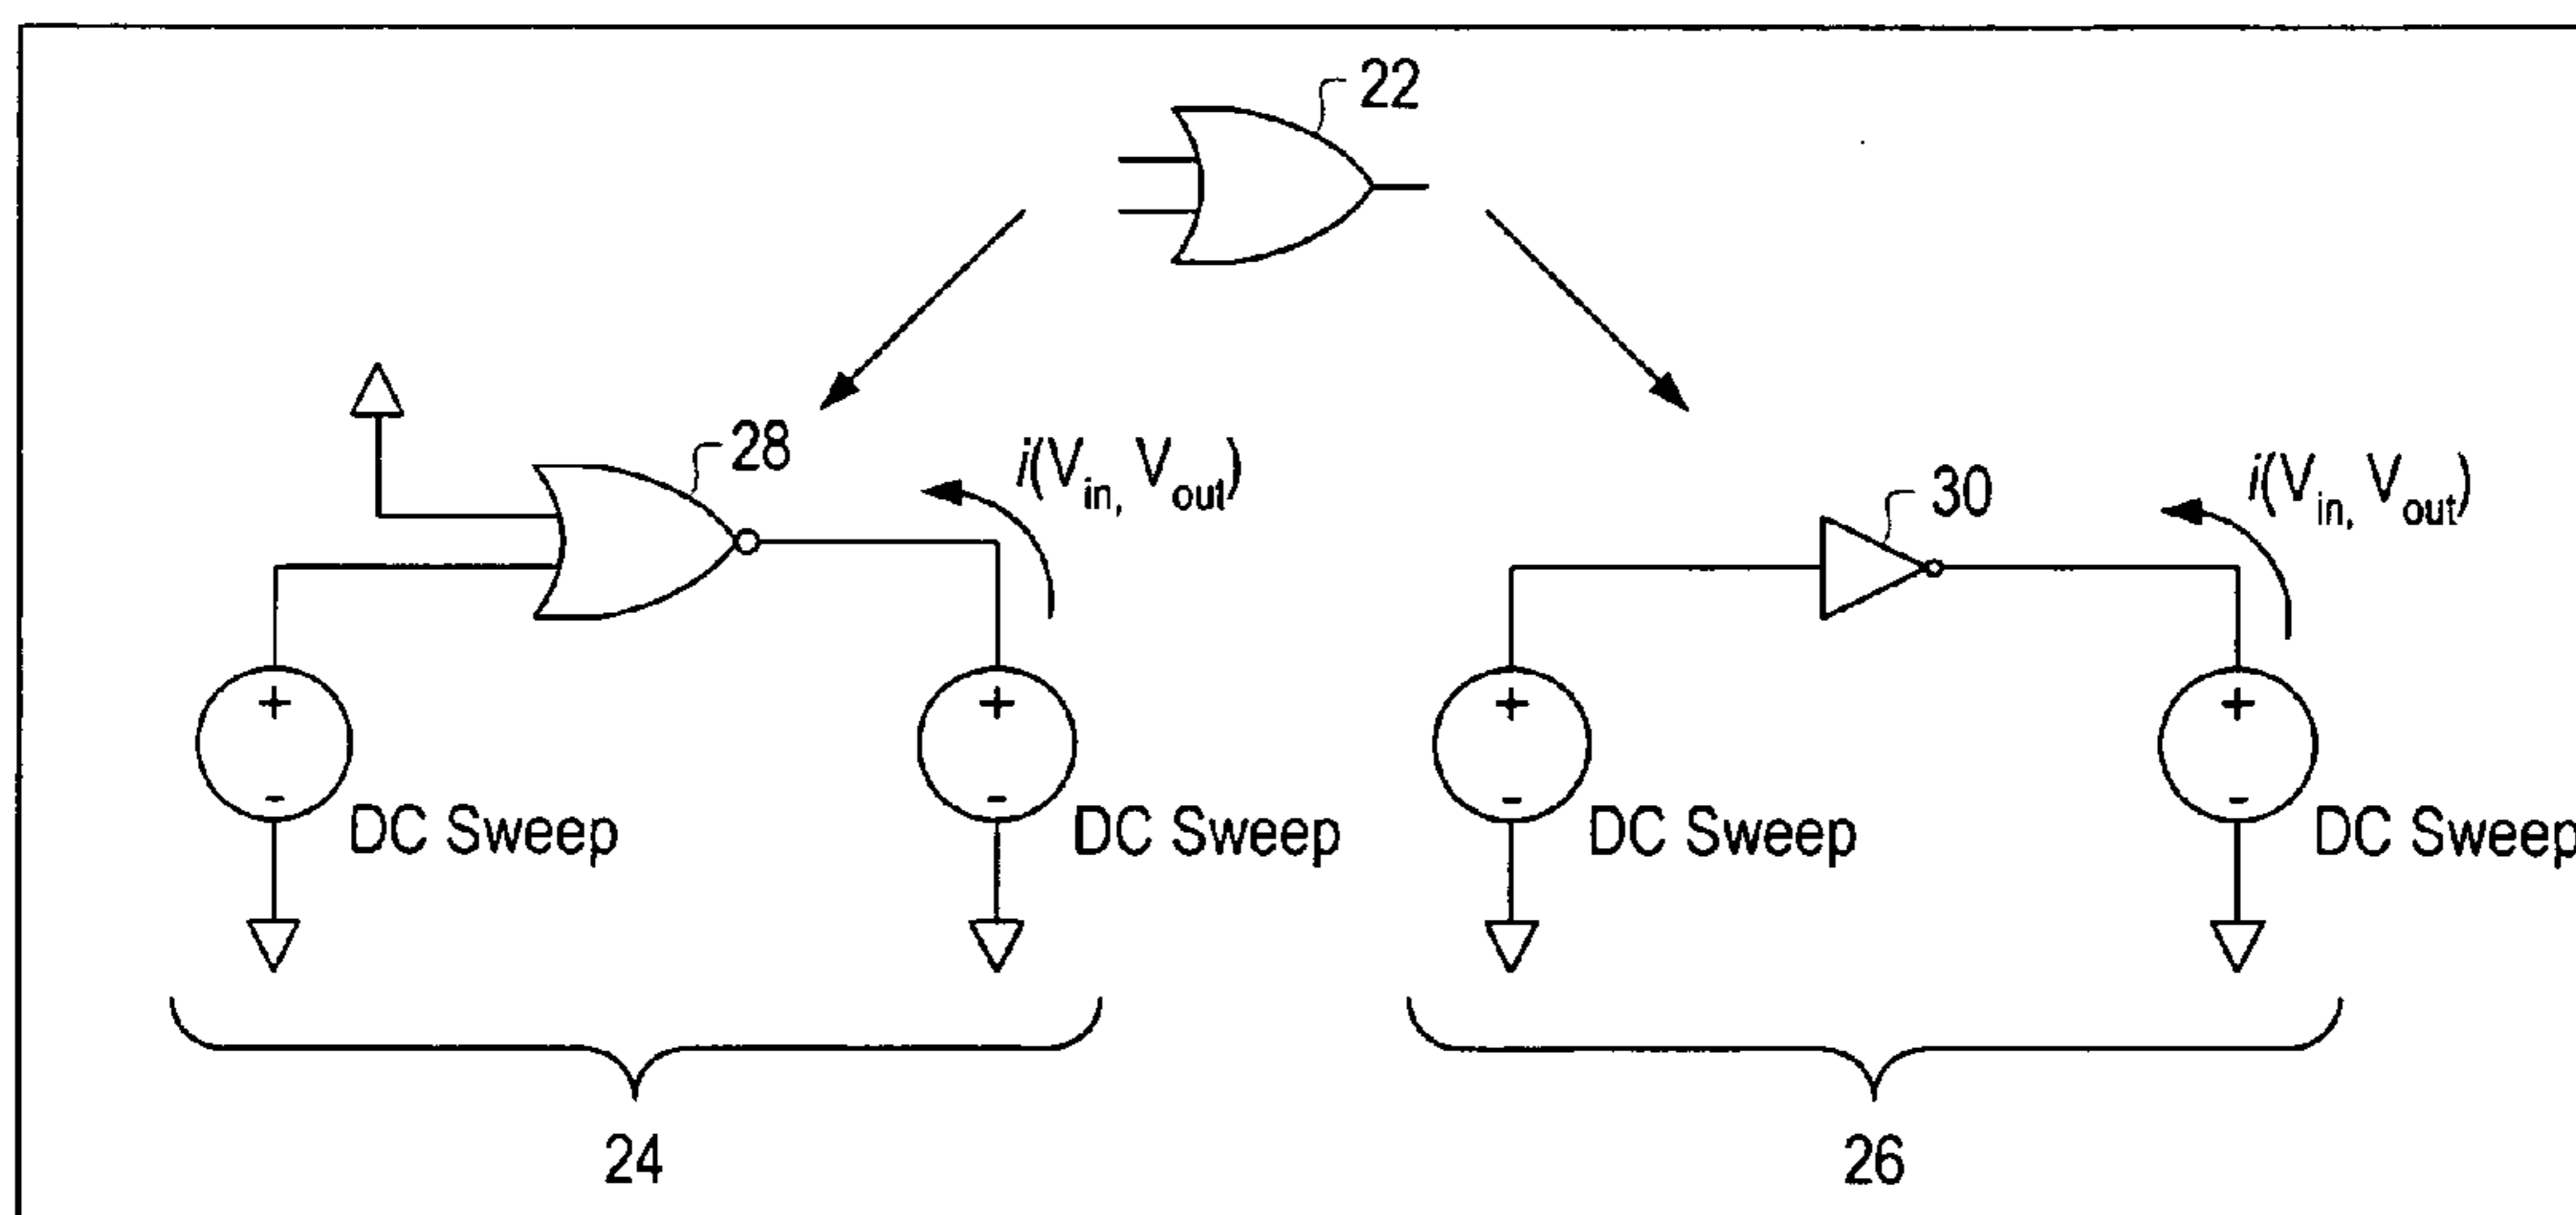 22
28
i(Vin, Vout)
30
i(Vin, Vout)
+
+
+
+
-
-
-
-
DC Sweep
DC Sweep
DC Sweep
DC Sweep
24
26